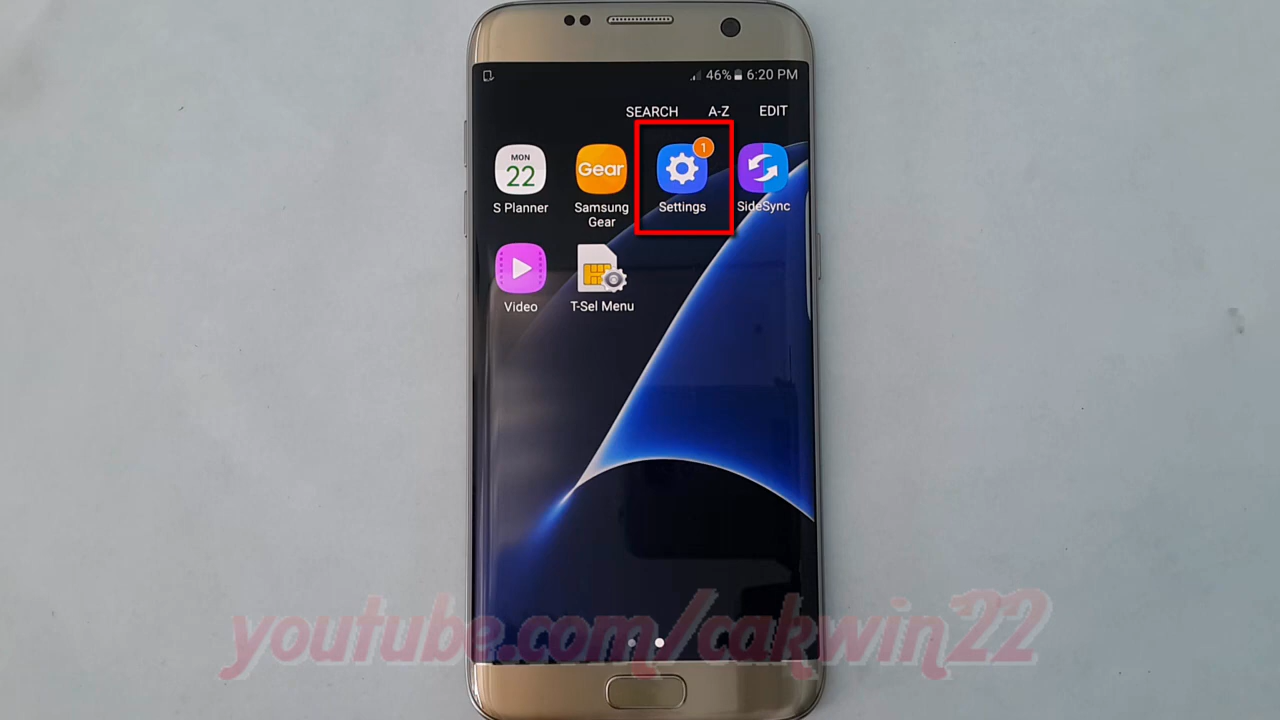 46% 6:20 PM
SEARCH A-Z EDIT
MON
22
Gear
1
S Planner
Samsung
Gear
Settings
SideSync
Video
T-Sel Menu
youtube.com/cakwin22